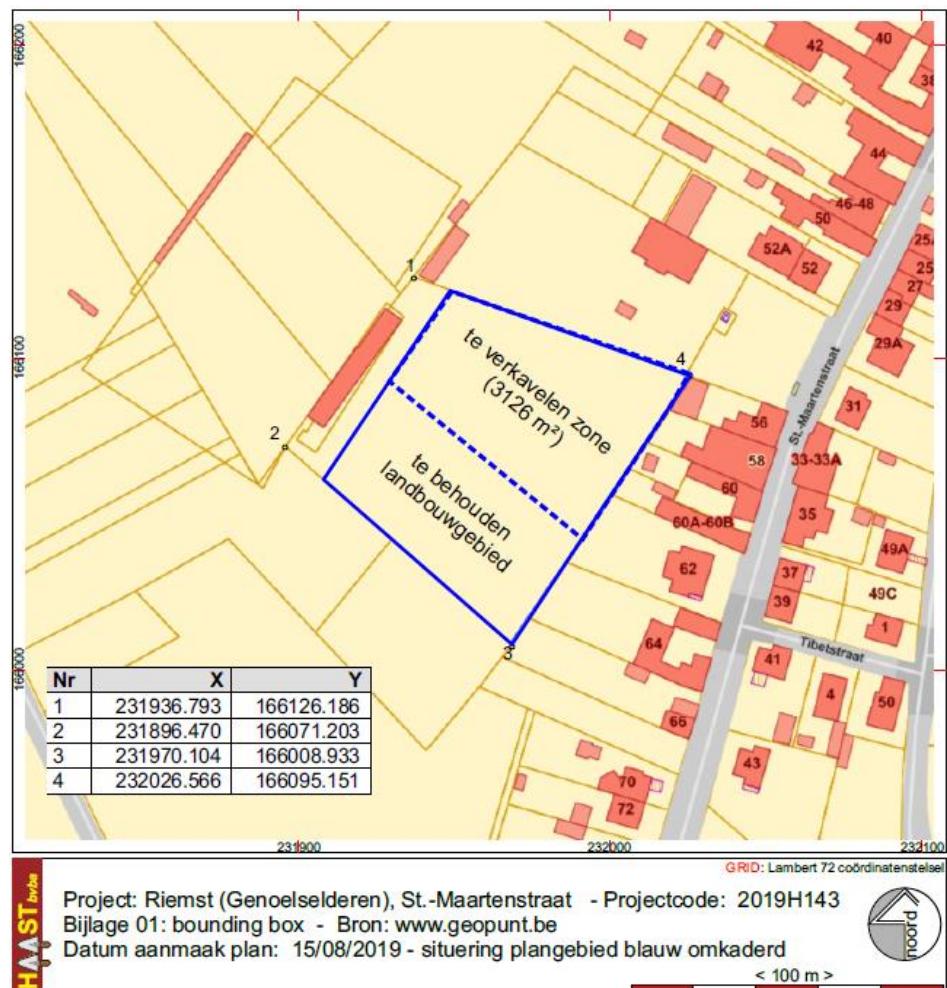 166200
42
40
38
44
46-48
50
52A
52
25
27
29
29A
1
166100
4
te verkavelen zone
(3126 m²)
St.-Maartenstraat
31
56
58
33-33A
2
te behouden
landbouwgebied
60
60A-60B
35
62
37
49A
39
49C
1
3
64
Tibetstraat
41
166000
4
50
66
43
70
72
Nr X Y
1 231936.793 166126.186
2 231896.470 166071.203
3 231970.104 166008.933
4 232026.566 166095.151
231900
232000
232100
GRID: Lambert 72 coördinatenstelsel
HAAST bvba
Project: Riemst (Genoelselderen), St.-Maartenstraat - Projectcode: 2019H143
Bijlage 01: bounding box - Bron: www.geopunt.be
Datum aanmaak plan: 15/08/2019 - situering plangebied blauw omkaderd
noord
< 100 m >